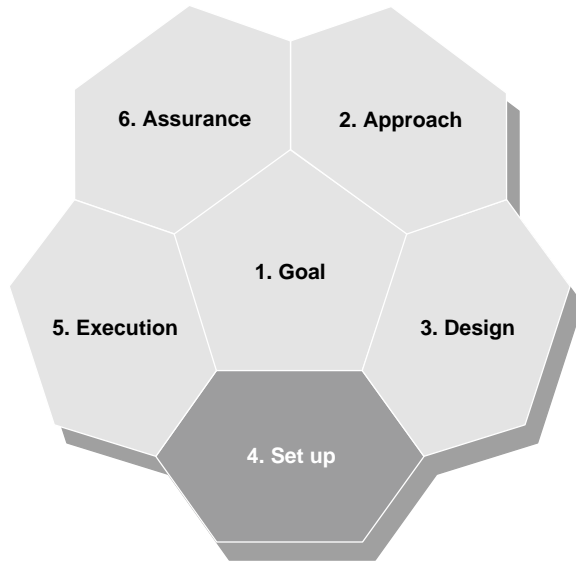 6. Assurance
2. Approach
1. Goal
5. Execution
3. Design
4. Set up